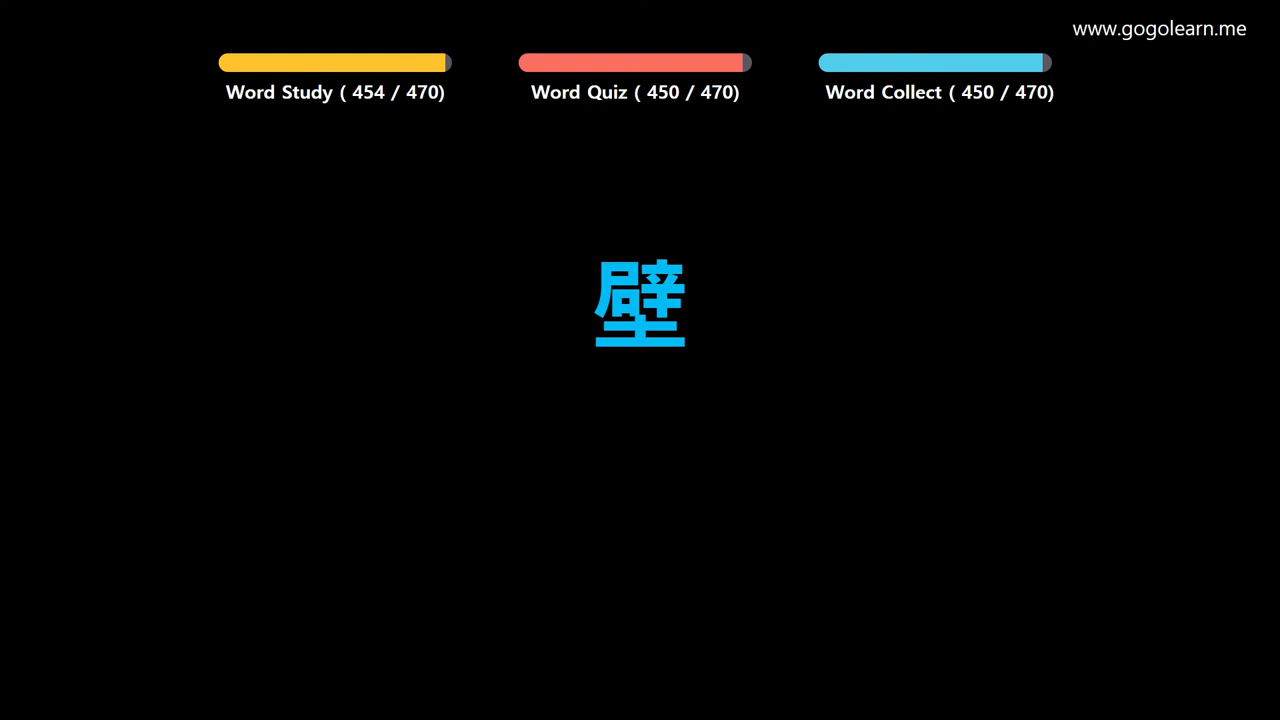 www.gogolearn.me
Word Study ( 454 / 470)
Word Quiz ( 450 / 470)
Word Collect ( 450 / 470)
壁